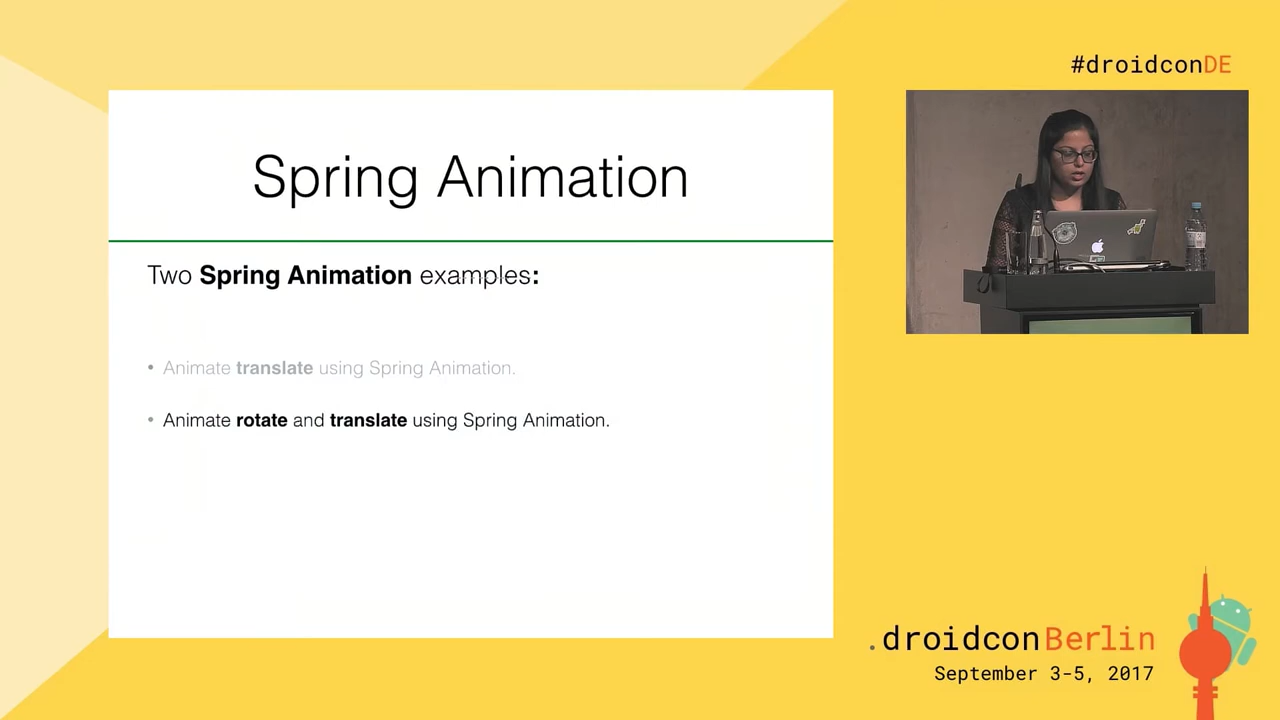 #droidconDE
Spring Animation
Two Spring Animation examples:
• Animate translate using Spring Animation.
• Animate rotate and translate using Spring Animation.
.droidconBerlin
September 3-5, 2017